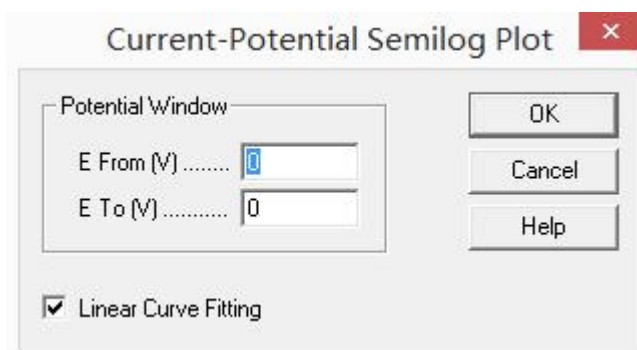 Current-Potential Semilog Plot
Potential Window
E From (V) ........ 0
E To (V) ........... 0
Linear Curve Fitting
OK
Cancel
Help